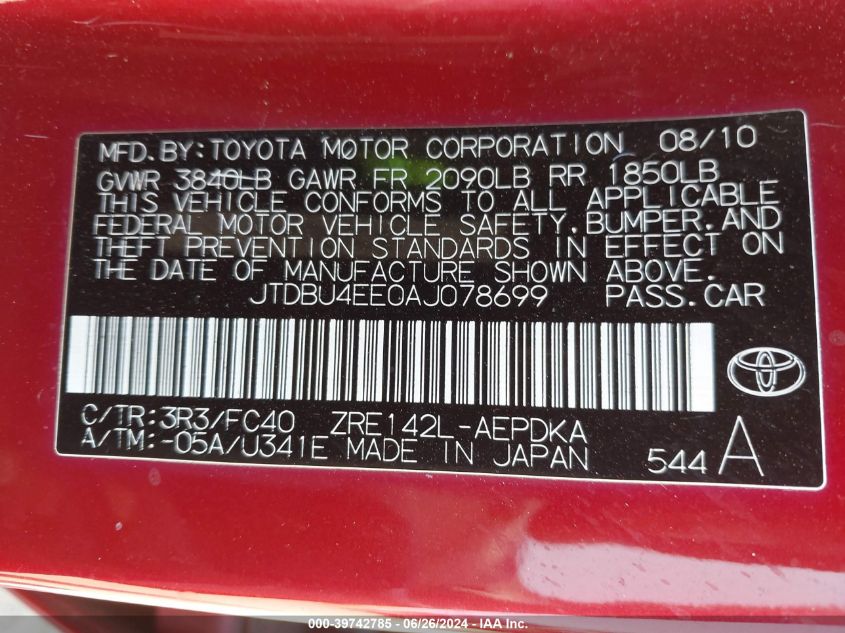 MFD.BY:TOYOTA MOTOR CORPORATION 08/10
GVWR 3840LB GAWR FR 2090LB RR 1850LB
THIS VEHICLE CONFORMS TO ALL APPLICABLE
FEDERAL MOTOR VEHICLE SAFETY,BUMPER,AND
THEFT PREVENTION STANDARDS IN EFFECT ON
THE DATE OF MANUFACTURE SHOWN ABOVE.
JTDBU4EE0AJ078699 PASS.CAR
C/TR:3R3/FC40 ZRE142L-AEPDKA
A/TM:-05A/U341E MADE IN JAPAN 544 A
000-39742785 | 06/26/2024 - IAA Inc.